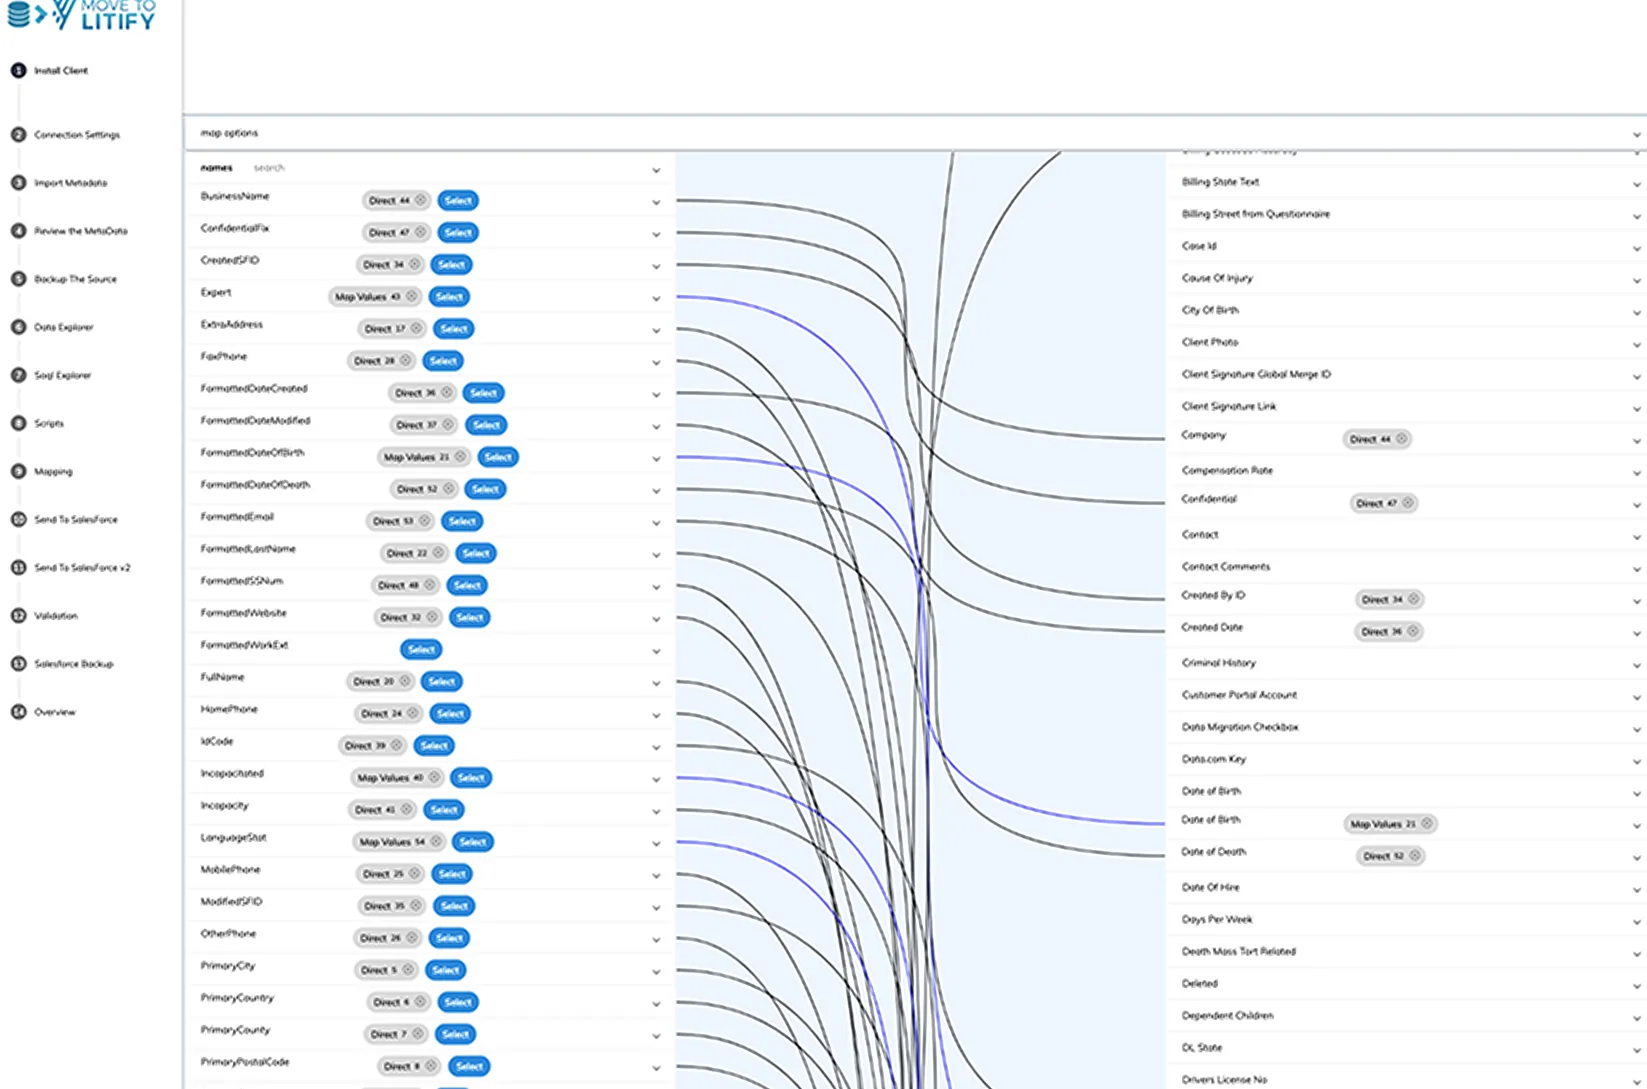 MOVE TO
LITIFY
1 Install Client
2 Connection Settings
3 Import Metadata
4 Review the MetaData
5 Backup The Source
6 Data Explorer
7 Soql Explorer
8 Scripts
9 Mapping
10 Send To SalesForce
11 Send To SalesForce v2
12 Validation
13 Salesforce Backup
14 Overview
map options
names search
BusinessName Direct 44 Select
ConfidentialFix Direct 47 Select
CreatedSFID Direct 34 Select
Expert Map Values 43 Select
ExtraAddress Direct 17 Select
FaxPhone Direct 28 Select
FormattedDateCreated Direct 36 Select
FormattedDateModified Direct 37 Select
FormattedDateOfBirth Map Values 21 Select
FormattedDateOfDeath Direct 52 Select
FormattedEmail Direct 53 Select
FormattedLastName Direct 22 Select
FormattedSSNum Direct 48 Select
FormattedWebsite Direct 32 Select
FormattedWorkExt Select
FullName Direct 20 Select
HomePhone Direct 24 Select
IdCode Direct 39 Select
Incapacitated Map Values 40 Select
Incapacity Direct 41 Select
LanguageStat Map Values 54 Select
MobilePhone Direct 25 Select
ModifiedSFID Direct 35 Select
OtherPhone Direct 26 Select
PrimaryCity Direct 5 Select
PrimaryCountry Direct 6 Select
PrimaryCounty Direct 7 Select
PrimaryPostalCode Direct 8 Select
Billing State Text
Billing Street from Questionnaire
Case Id
Cause Of Injury
City Of Birth
Client Photo
Client Signature Global Merge ID
Client Signature Link
Company Direct 44
Compensation Rate
Confidential Direct 47
Contact
Contact Comments
Created By ID Direct 34
Created Date Direct 36
Criminal History
Customer Portal Account
Data Migration Checkbox
Data.com Key
Date of Birth
Date of Birth Map Values 21
Date of Death Direct 52
Date Of Hire
Days Per Week
Death Mass Tort Related
Deleted
Dependent Children
DL State
Drivers License No